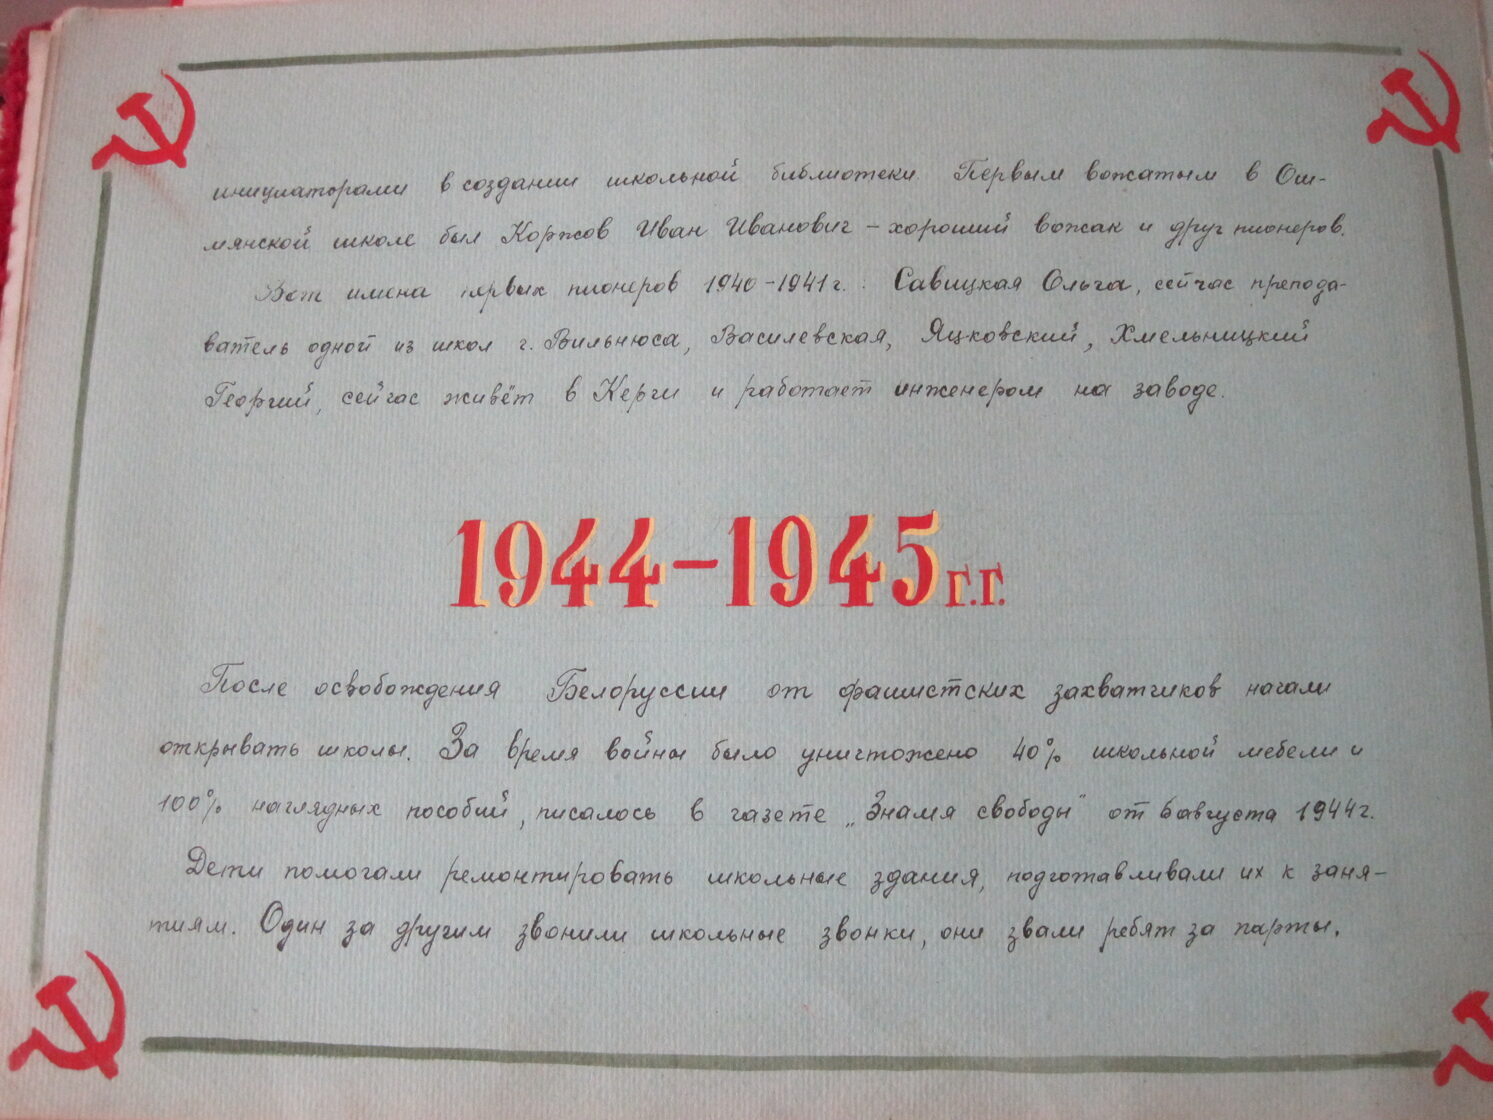 инициаторами в создании школьной библиотеки. Первым вожатым в Ош-
мянской школе был Коржов Иван Иванович – хороший вожак и друг пионеров.
Вот имена первых пионеров 1940-1941г.: Савицкая Ольга, сейчас препода-
ватель одной из школ г. Вильнюса, Василевская, Яцковский, Хмельницкий
Георгий, сейчас живёт в Керчи и работает инженером на заводе.
1944-1945г.г.
После освобождения Белоруссии от фашистских захватчиков начали
открывать школы. За время войны было уничтожено 40% школьной мебели и
100% наглядных пособий, писалось в газете „Знамя свободы" от 6 августа 1944г.
Дети помогали ремонтировать школьные здания, подготавливали их к заня-
тиям. Один за другим звонили школьные звонки, они звали ребят за парты.